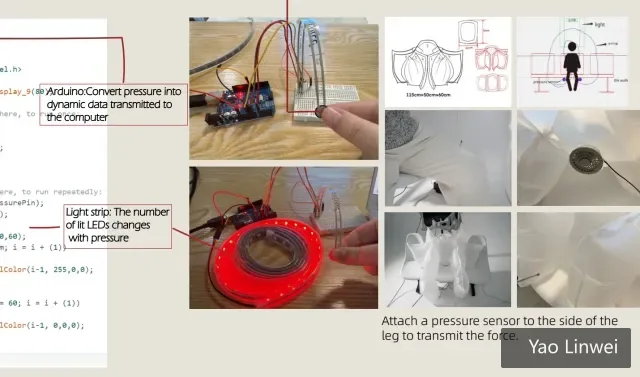 el.h>
splay_9(80)
Arduino:Convert pressure into
dynamic data transmitted to
the computer
here, to run
;
;
ere, to run repeatedly:
ssurePin);
);
Light strip: The number
of lit LEDs changes
with pressure
0,60);
m; i = i + (1))
lColor(i-1, 255,0,0);
= 60; i = i + (1))
lColor(i-1, 0,0,0);
115cm×50cm×60cm
light
Attach a pressure sensor to the side of the
leg to transmit the force.
Yao Linwei